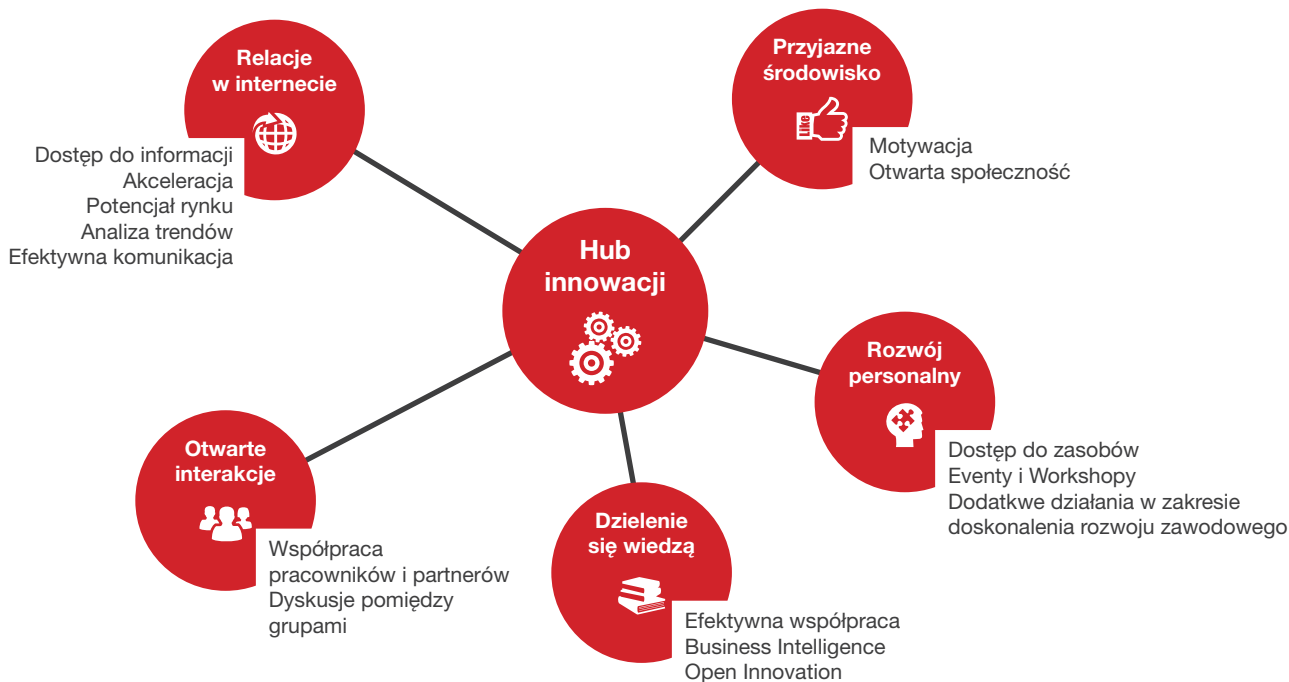 Relacje
w internecie
Dostęp do informacji
Akceleracja
Potencjał rynku
Analiza trendów
Efektywna komunikacja
Przyjazne
środowisko
Like
Motywacja
Otwarta społeczność
Hub
innowacji
Rozwój
personalny
Dostęp do zasobów
Eventy i Workshopy
Dodatkwe działania w zakresie
doskonalenia rozwoju zawodowego
Otwarte
interakcje
Współpraca
pracowników i partnerów
Dyskusje pomiędzy
grupami
Dzielenie
się wiedzą
Efektywna współpraca
Business Intelligence
Open Innovation